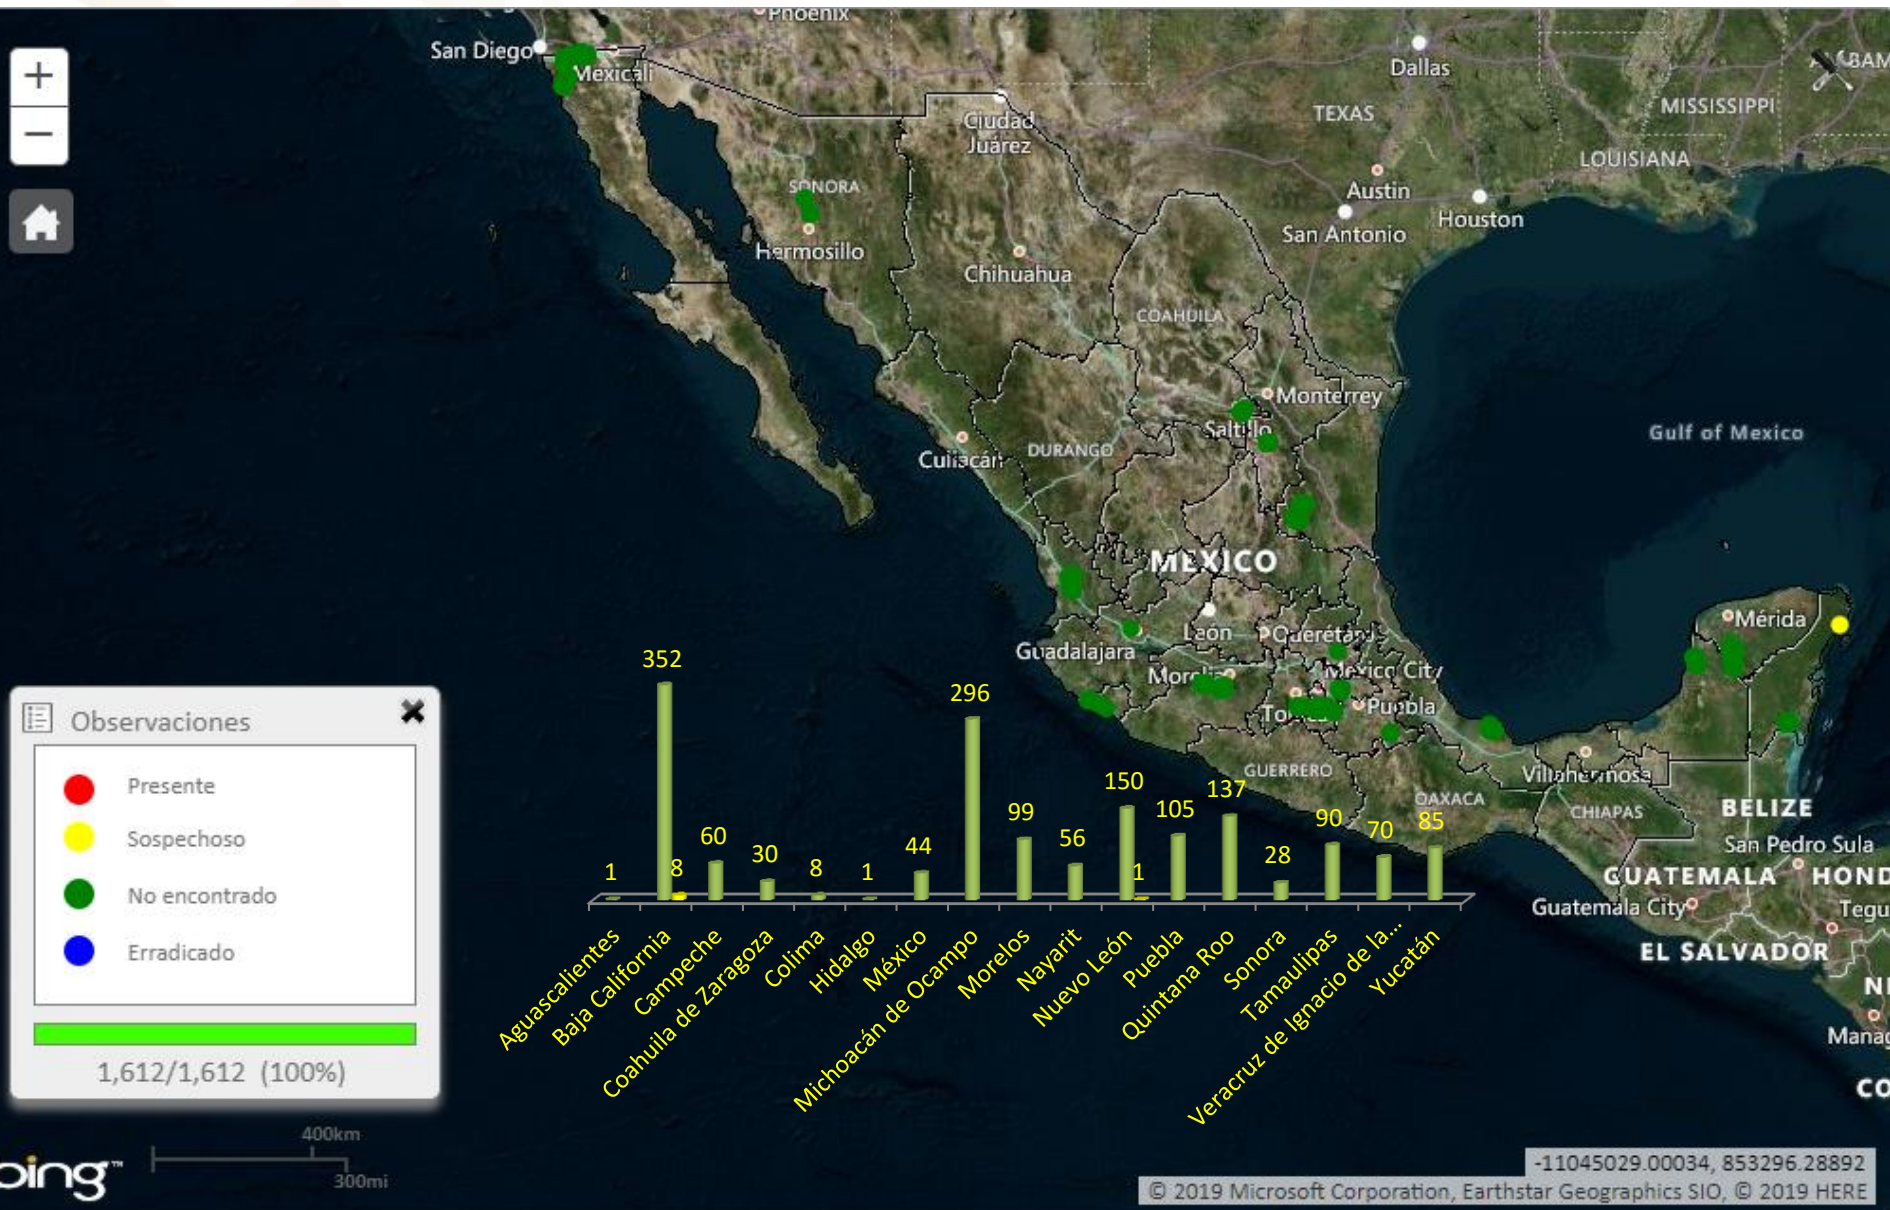 Phoenix
San Diego
Mexicali
Dallas
TEXAS
MISSISSIPPI
LOUISIANA
Ciudad
Juárez
SONORA
Hermosillo
Austin
San Antonio
Houston
Chihuahua
COAHUILA
Monterrey
Saltillo
Culiacán
DURANGO
Gulf of Mexico
MEXICO
Mérida
León
Querétaro
Guadalajara
Mexico City
Puebla
GUERRERO
OAXACA
Villahermosa
CHIAPAS
BELIZE
San Pedro Sula
GUATEMALA
HOND
Guatemala City
Tegu
EL SALVADOR
Manag
CO
+
−
Observaciones
Presente
Sospechoso
No encontrado
Erradicado
1,612/1,612 (100%)
1
352
8
60
30
8
1
44
296
99
56
150
1
105
137
28
90
70
85
Aguascalientes
Baja California
Campeche
Coahuila de Zaragoza
Colima
Hidalgo
México
Michoacán de Ocampo
Morelos
Nayarit
Nuevo León
Puebla
Quintana Roo
Sonora
Tamaulipas
Veracruz de Ignacio de la...
Yucatán
bing™
400km
300mi
-11045029.00034, 853296.28892
© 2019 Microsoft Corporation, Earthstar Geographics SIO, © 2019 HERE